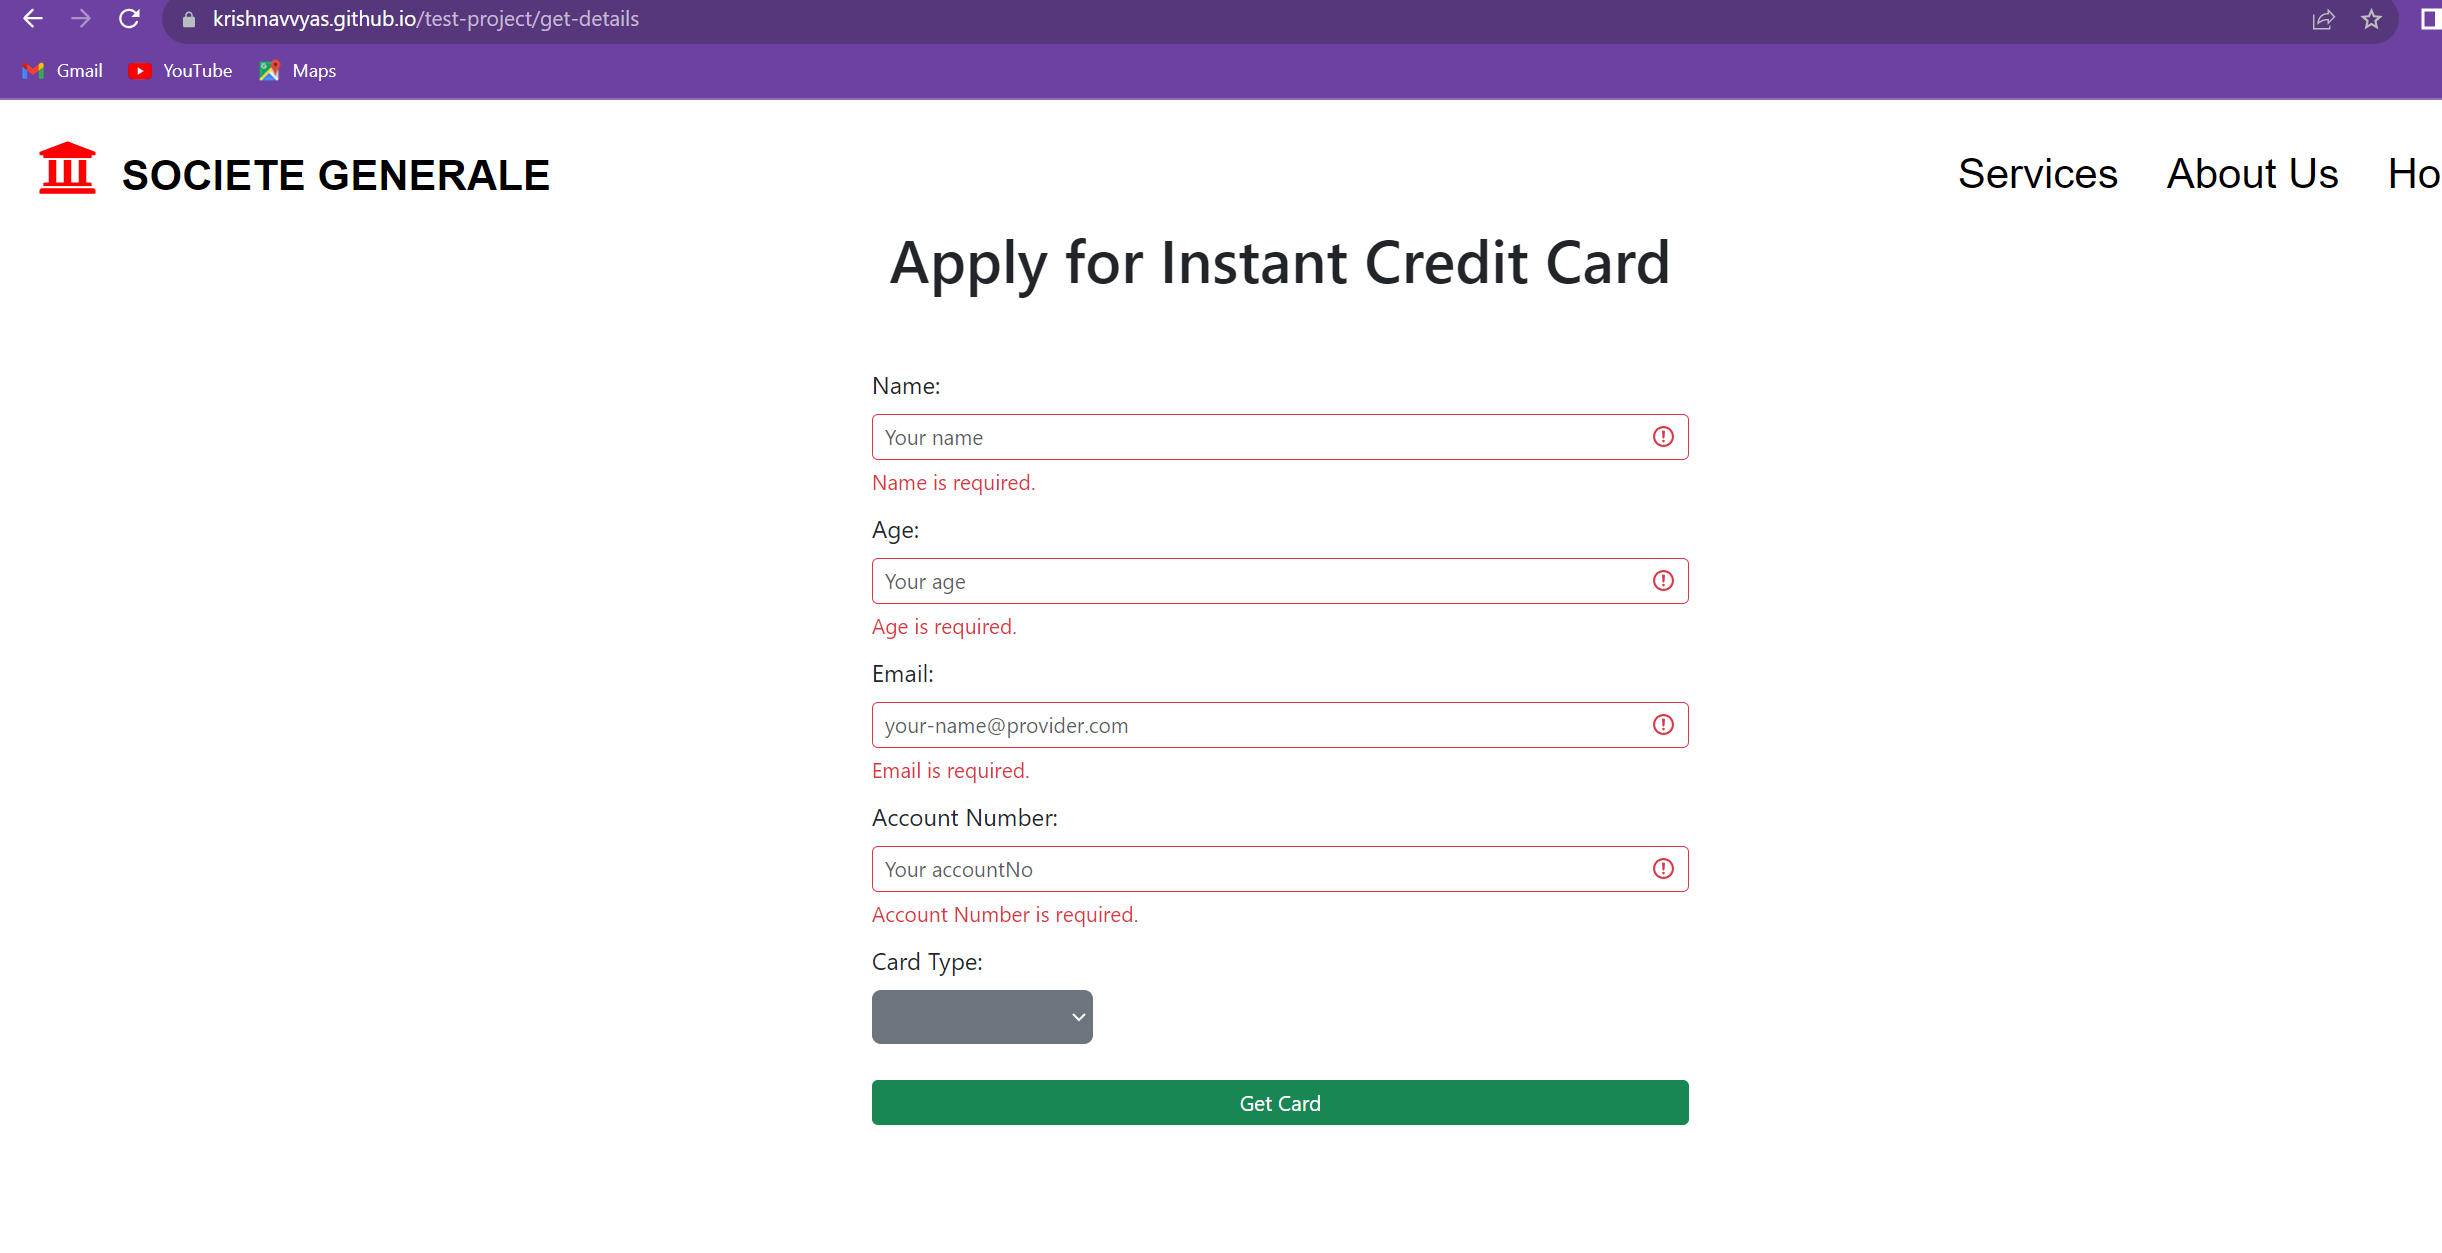 krishnavvyas.github.io/test-project/get-details
Gmail YouTube Maps
SOCIETE GENERALE Services About Us Ho
Apply for Instant Credit Card
Name:
Your name
Name is required.
Age:
Your age
Age is required.
Email:
your-name@provider.com
Email is required.
Account Number:
Your accountNo
Account Number is required.
Card Type:
Get Card